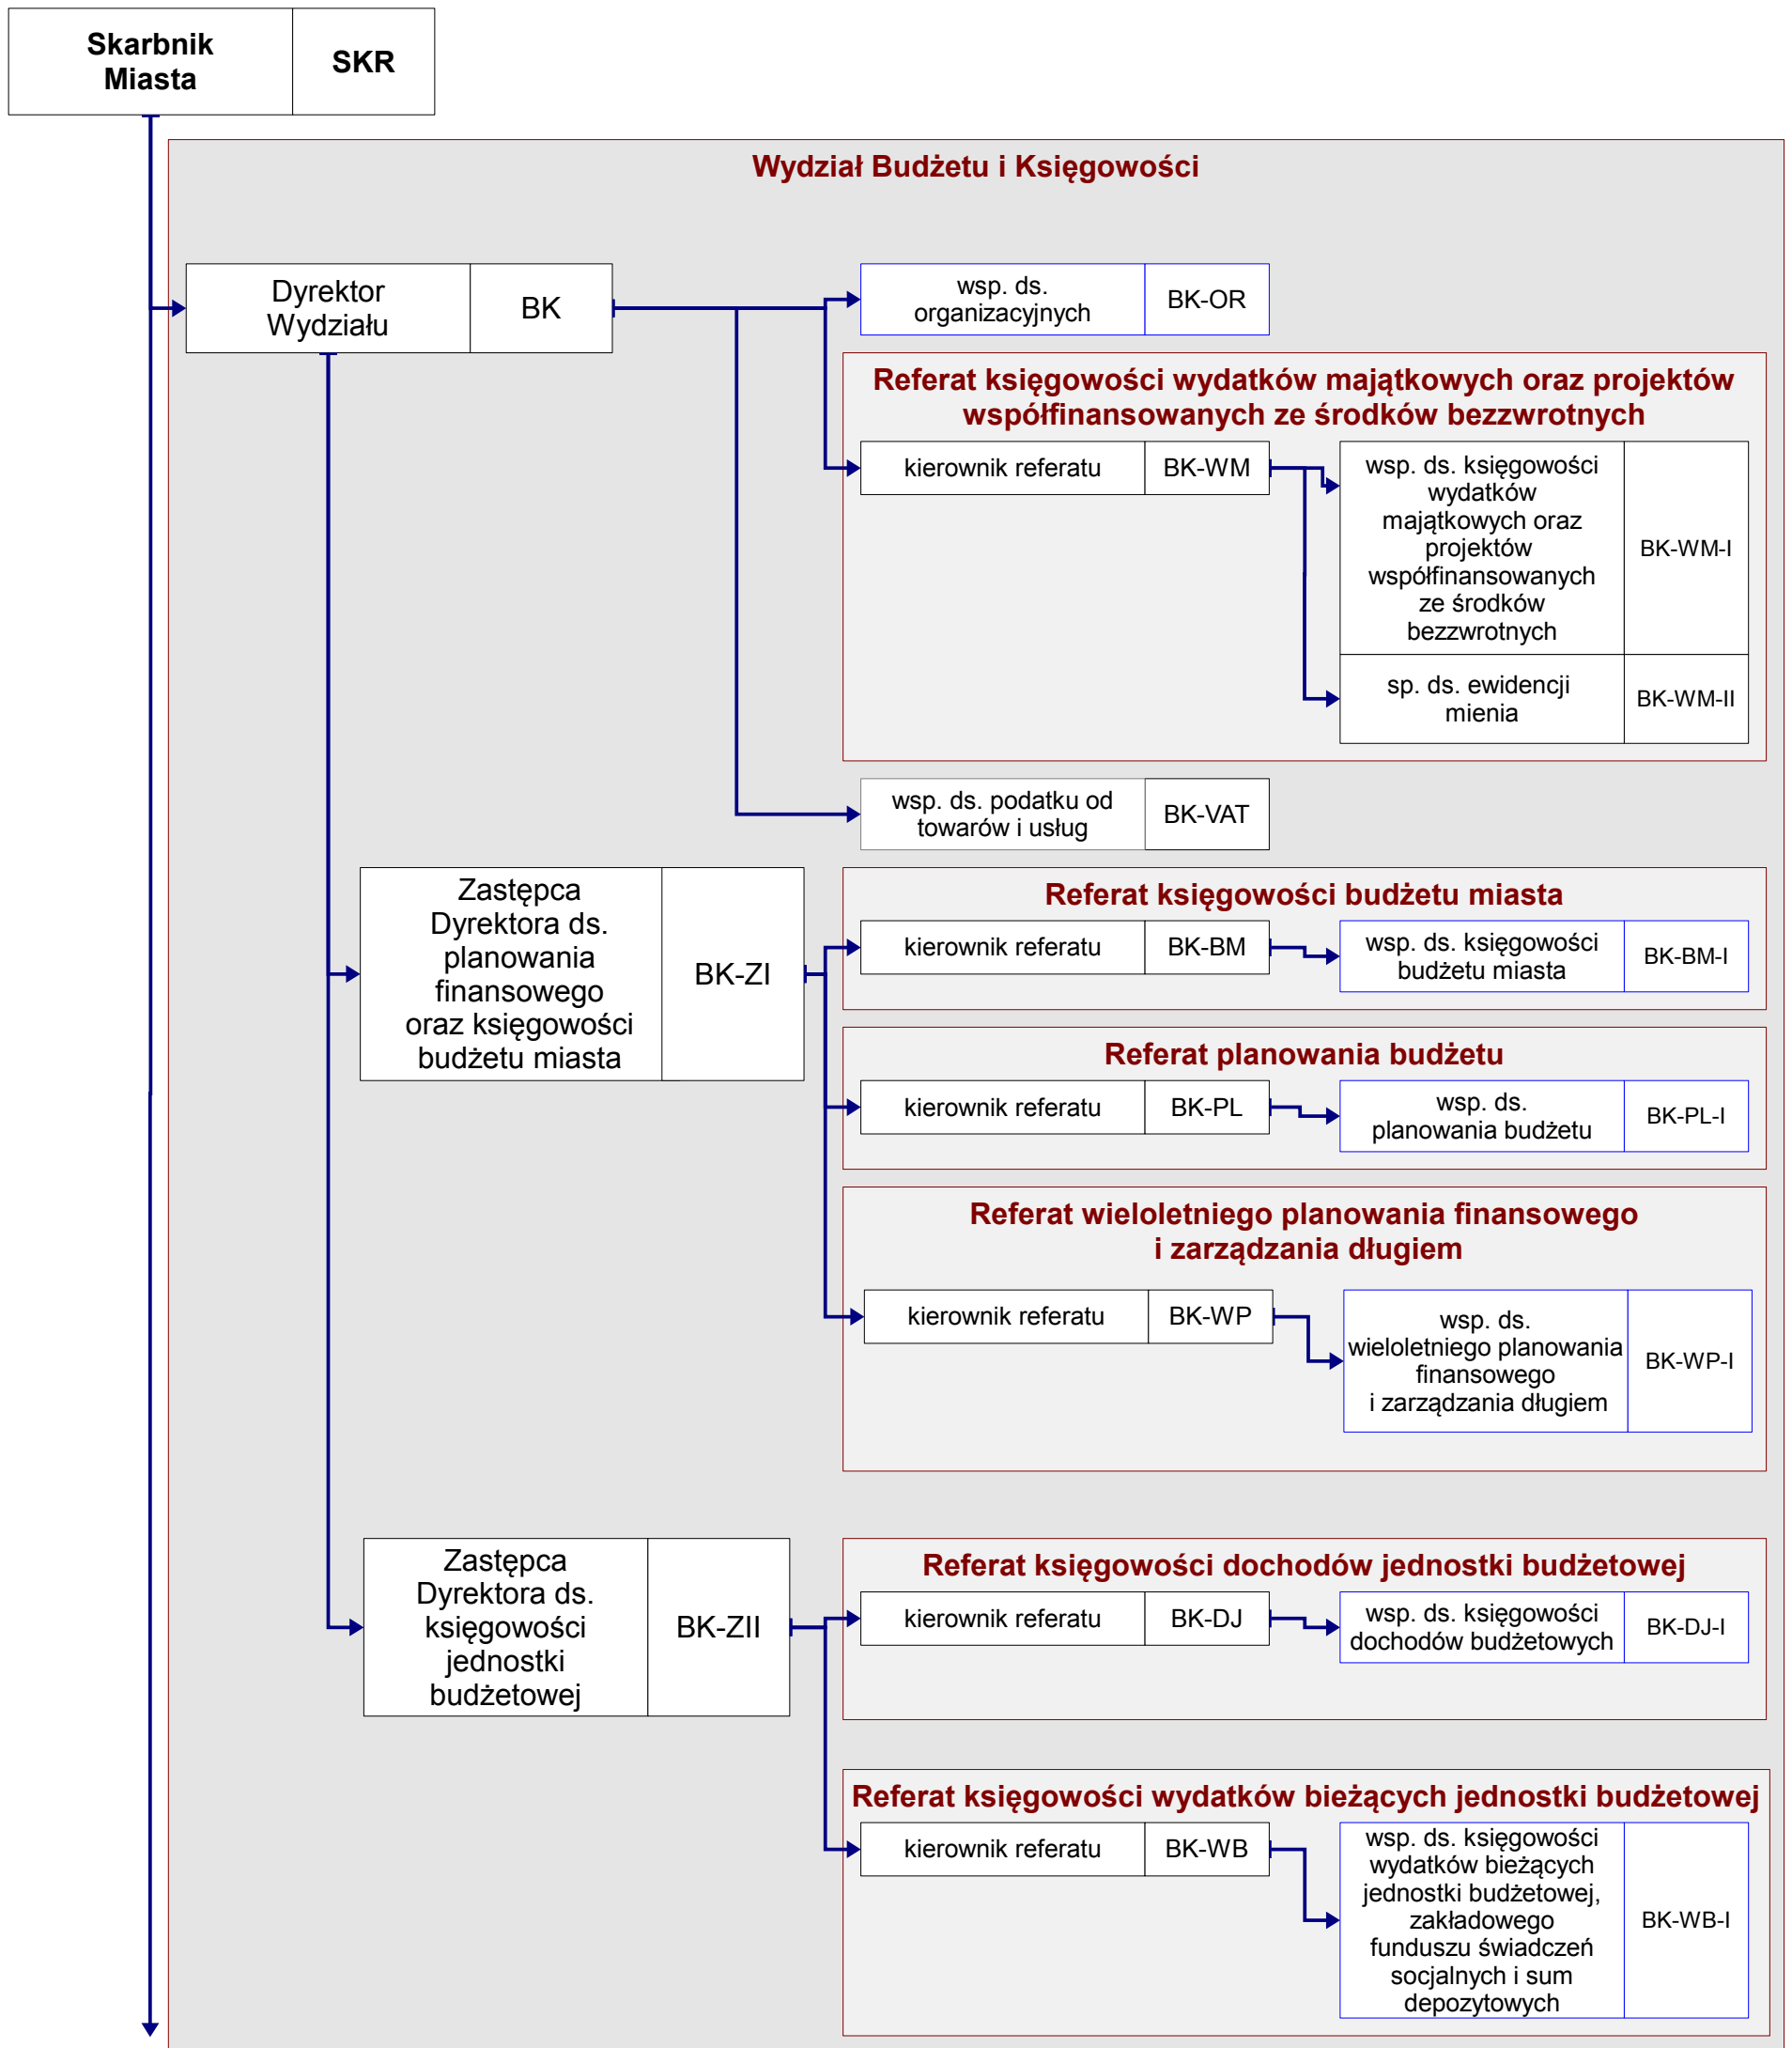 Skarbnik
Miasta
SKR
Wydział Budżetu i Księgowości
Dyrektor
Wydziału
BK
wsp. ds.
organizacyjnych
BK-OR
Referat księgowości wydatków majątkowych oraz projektów
współfinansowanych ze środków bezzwrotnych
kierownik referatu
BK-WM
wsp. ds. księgowości
wydatków
majątkowych oraz
projektów
współfinansowanych
ze środków
bezzwrotnych
BK-WM-I
sp. ds. ewidencji
mienia
BK-WM-II
wsp. ds. podatku od
towarów i usług
BK-VAT
Zastępca
Dyrektora ds.
planowania
finansowego
oraz księgowości
budżetu miasta
BK-ZI
Referat księgowości budżetu miasta
kierownik referatu
BK-BM
wsp. ds. księgowości
budżetu miasta
BK-BM-I
Referat planowania budżetu
kierownik referatu
BK-PL
wsp. ds.
planowania budżetu
BK-PL-I
Referat wieloletniego planowania finansowego
i zarządzania długiem
kierownik referatu
BK-WP
wsp. ds.
wieloletniego planowania
finansowego
i zarządzania długiem
BK-WP-I
Zastępca
Dyrektora ds.
księgowości
jednostki
budżetowej
BK-ZII
Referat księgowości dochodów jednostki budżetowej
kierownik referatu
BK-DJ
wsp. ds. księgowości
dochodów budżetowych
BK-DJ-I
Referat księgowości wydatków bieżących jednostki budżetowej
kierownik referatu
BK-WB
wsp. ds. księgowości
wydatków bieżących
jednostki budżetowej,
zakładowego
funduszu świadczeń
socjalnych i sum
depozytowych
BK-WB-I